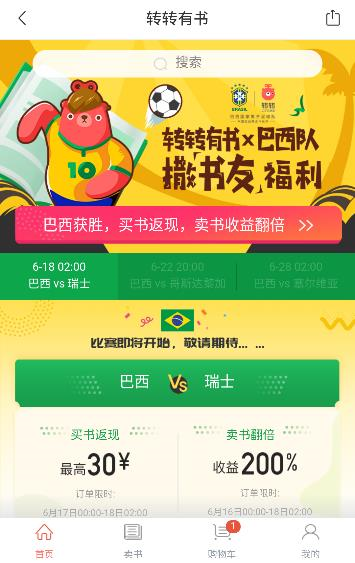 转转有书
搜索
BRASIL
转转
转转有书×巴西队
撒书友福利
10
巴西获胜，买书返现，卖书收益翻倍 >>
6-18 02:00
巴西 vs 瑞士
6-22 20:00
巴西 vs 哥斯达黎加
6-28 02:00
巴西 vs 塞尔维亚
比赛即将开始，敬请期待... ...
巴西 Vs 瑞士
买书返现
最高30¥
订单限时:
6月17日00:00-18日02:00
卖书翻倍
收益200%
订单限时:
6月16日00:00-18日02:00
首页
卖书
1
购物车
我的